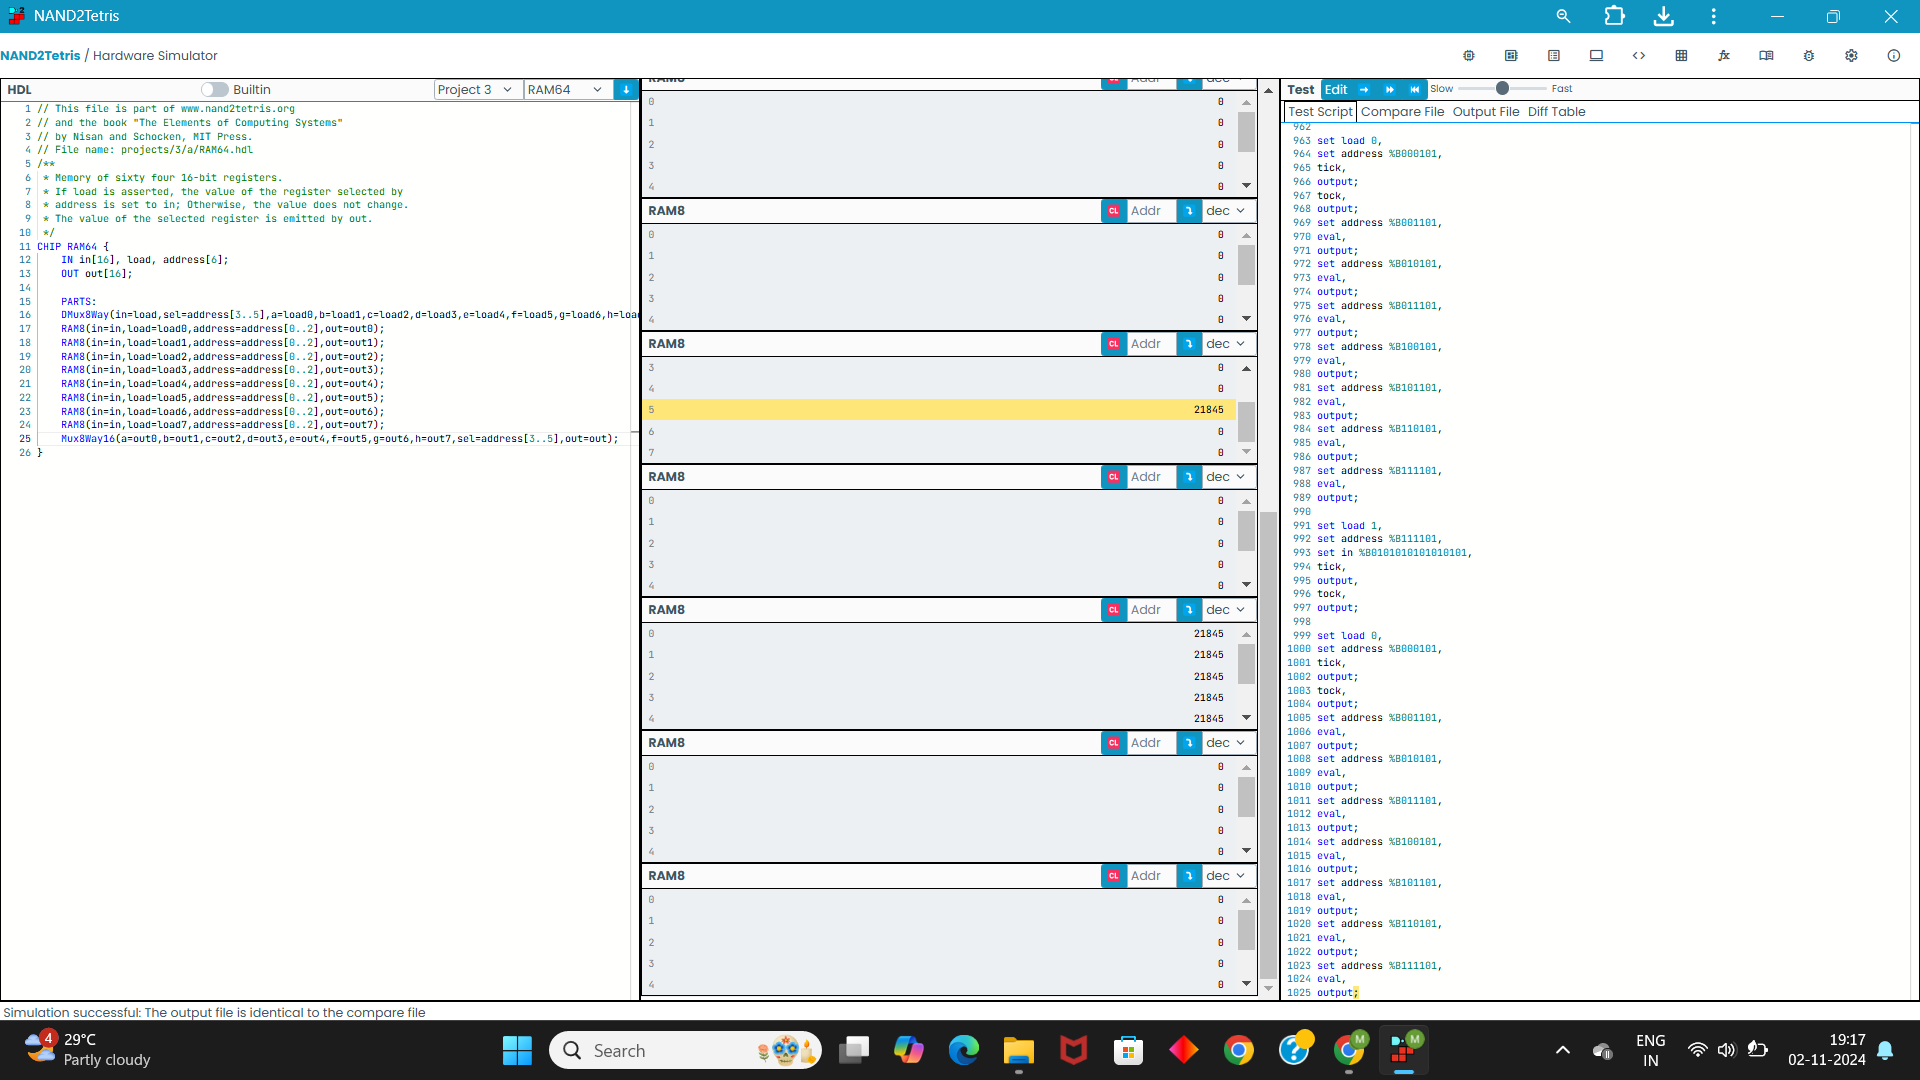 NAND2Tetris
NAND2Tetris / Hardware Simulator
HDL
Builtin
Project 3
RAM64
1 // This file is part of www.nand2tetris.org
2 // and the book "The Elements of Computing Systems"
3 // by Nisan and Schocken, MIT Press.
4 // File name: projects/3/a/RAM64.hdl
5 /**
6  * Memory of sixty four 16-bit registers.
7  * If load is asserted, the value of the register selected by
8  * address is set to in; Otherwise, the value does not change.
9  * The value of the selected register is emitted by out.
10  */
11 CHIP RAM64 {
12     IN in[16], load, address[6];
13     OUT out[16];
14
15     PARTS:
16     DMux8Way(in=load,sel=address[3..5],a=load0,b=load1,c=load2,d=load3,e=load4,f=load5,g=load6,h=loa
17     RAM8(in=in,load=load0,address=address[0..2],out=out0);
18     RAM8(in=in,load=load1,address=address[0..2],out=out1);
19     RAM8(in=in,load=load2,address=address[0..2],out=out2);
20     RAM8(in=in,load=load3,address=address[0..2],out=out3);
21     RAM8(in=in,load=load4,address=address[0..2],out=out4);
22     RAM8(in=in,load=load5,address=address[0..2],out=out5);
23     RAM8(in=in,load=load6,address=address[0..2],out=out6);
24     RAM8(in=in,load=load7,address=address[0..2],out=out7);
25     Mux8Way16(a=out0,b=out1,c=out2,d=out3,e=out4,f=out5,g=out6,h=out7,sel=address[3..5],out=out);
26 }
RAM8 CL Addr dec
0 0
1 0
2 0
3 0
4 0
RAM8 CL Addr dec
0 0
1 0
2 0
3 0
4 0
RAM8 CL Addr dec
3 0
4 0
5 21845
6 0
7 0
RAM8 CL Addr dec
0 0
1 0
2 0
3 0
4 0
RAM8 CL Addr dec
0 21845
1 21845
2 21845
3 21845
4 21845
RAM8 CL Addr dec
0 0
1 0
2 0
3 0
4 0
RAM8 CL Addr dec
0 0
1 0
2 0
3 0
4 0
Test Edit Slow Fast
Test Script Compare File Output File Diff Table
962
963 set load 0,
964 set address %B000101,
965 tick,
966 output;
967 tock,
968 output;
969 set address %B001101,
970 eval,
971 output;
972 set address %B010101,
973 eval,
974 output;
975 set address %B011101,
976 eval,
977 output;
978 set address %B100101,
979 eval,
980 output;
981 set address %B101101,
982 eval,
983 output;
984 set address %B110101,
985 eval,
986 output;
987 set address %B111101,
988 eval,
989 output;
990
991 set load 1,
992 set address %B111101,
993 set in %B0101010101010101,
994 tick,
995 output,
996 tock,
997 output;
998
999 set load 0,
1000 set address %B000101,
1001 tick,
1002 output;
1003 tock,
1004 output;
1005 set address %B001101,
1006 eval,
1007 output;
1008 set address %B010101,
1009 eval,
1010 output;
1011 set address %B011101,
1012 eval,
1013 output;
1014 set address %B100101,
1015 eval,
1016 output;
1017 set address %B101101,
1018 eval,
1019 output;
1020 set address %B110101,
1021 eval,
1022 output;
1023 set address %B111101,
1024 eval,
1025 output;
Simulation successful: The output file is identical to the compare file
4
29°C
Partly cloudy
Search
M
M
ENG
IN
19:17
02-11-2024